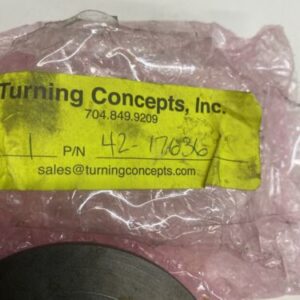 Turning Concepts, Inc.
704.849.9209
1 P/N 42-17636
sales@turningconcepts.com